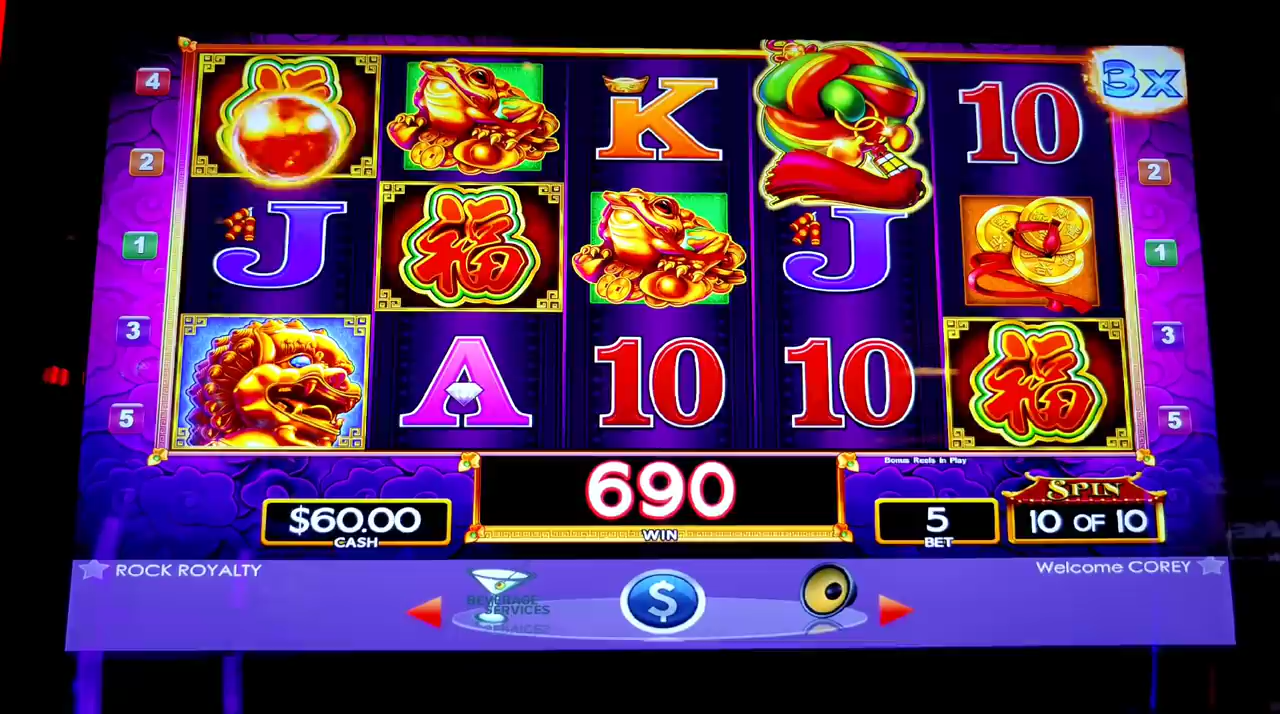 3x
4
K
10
2
2
J
福
J
1
1
3
3
A
10
10
福
5
5
Bonus Reels In Play
690
WIN
$60.00
CASH
5
BET
SPIN
10 OF 10
ROCK ROYALTY
Welcome COREY
BEVERAGE
SERVICES
$